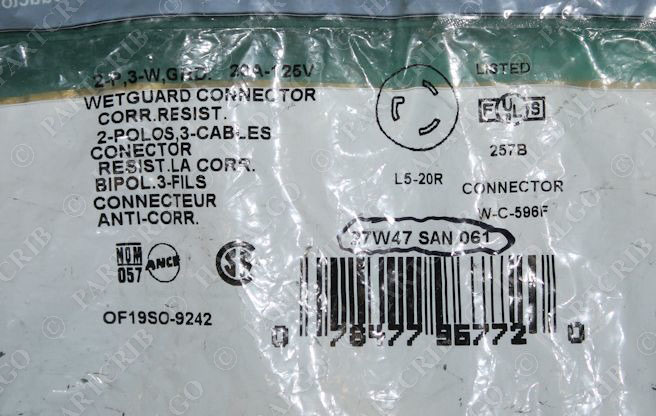 2-P,3-W,GRD. 20A-125V
WETGUARD CONNECTOR
CORR.RESIST.
2-POLOS,3-CABLES
CONECTOR
RESIST.LA CORR.
BIPOL.3-FILS
CONNECTEUR
ANTI-CORR.
NOM
057
ANCE
OF19SO-9242
L5-20R
LISTED
257B
CONNECTOR
W-C-596F
27W47 SAN 061
0 78477 96772 0
© PARTCRIB HALGO